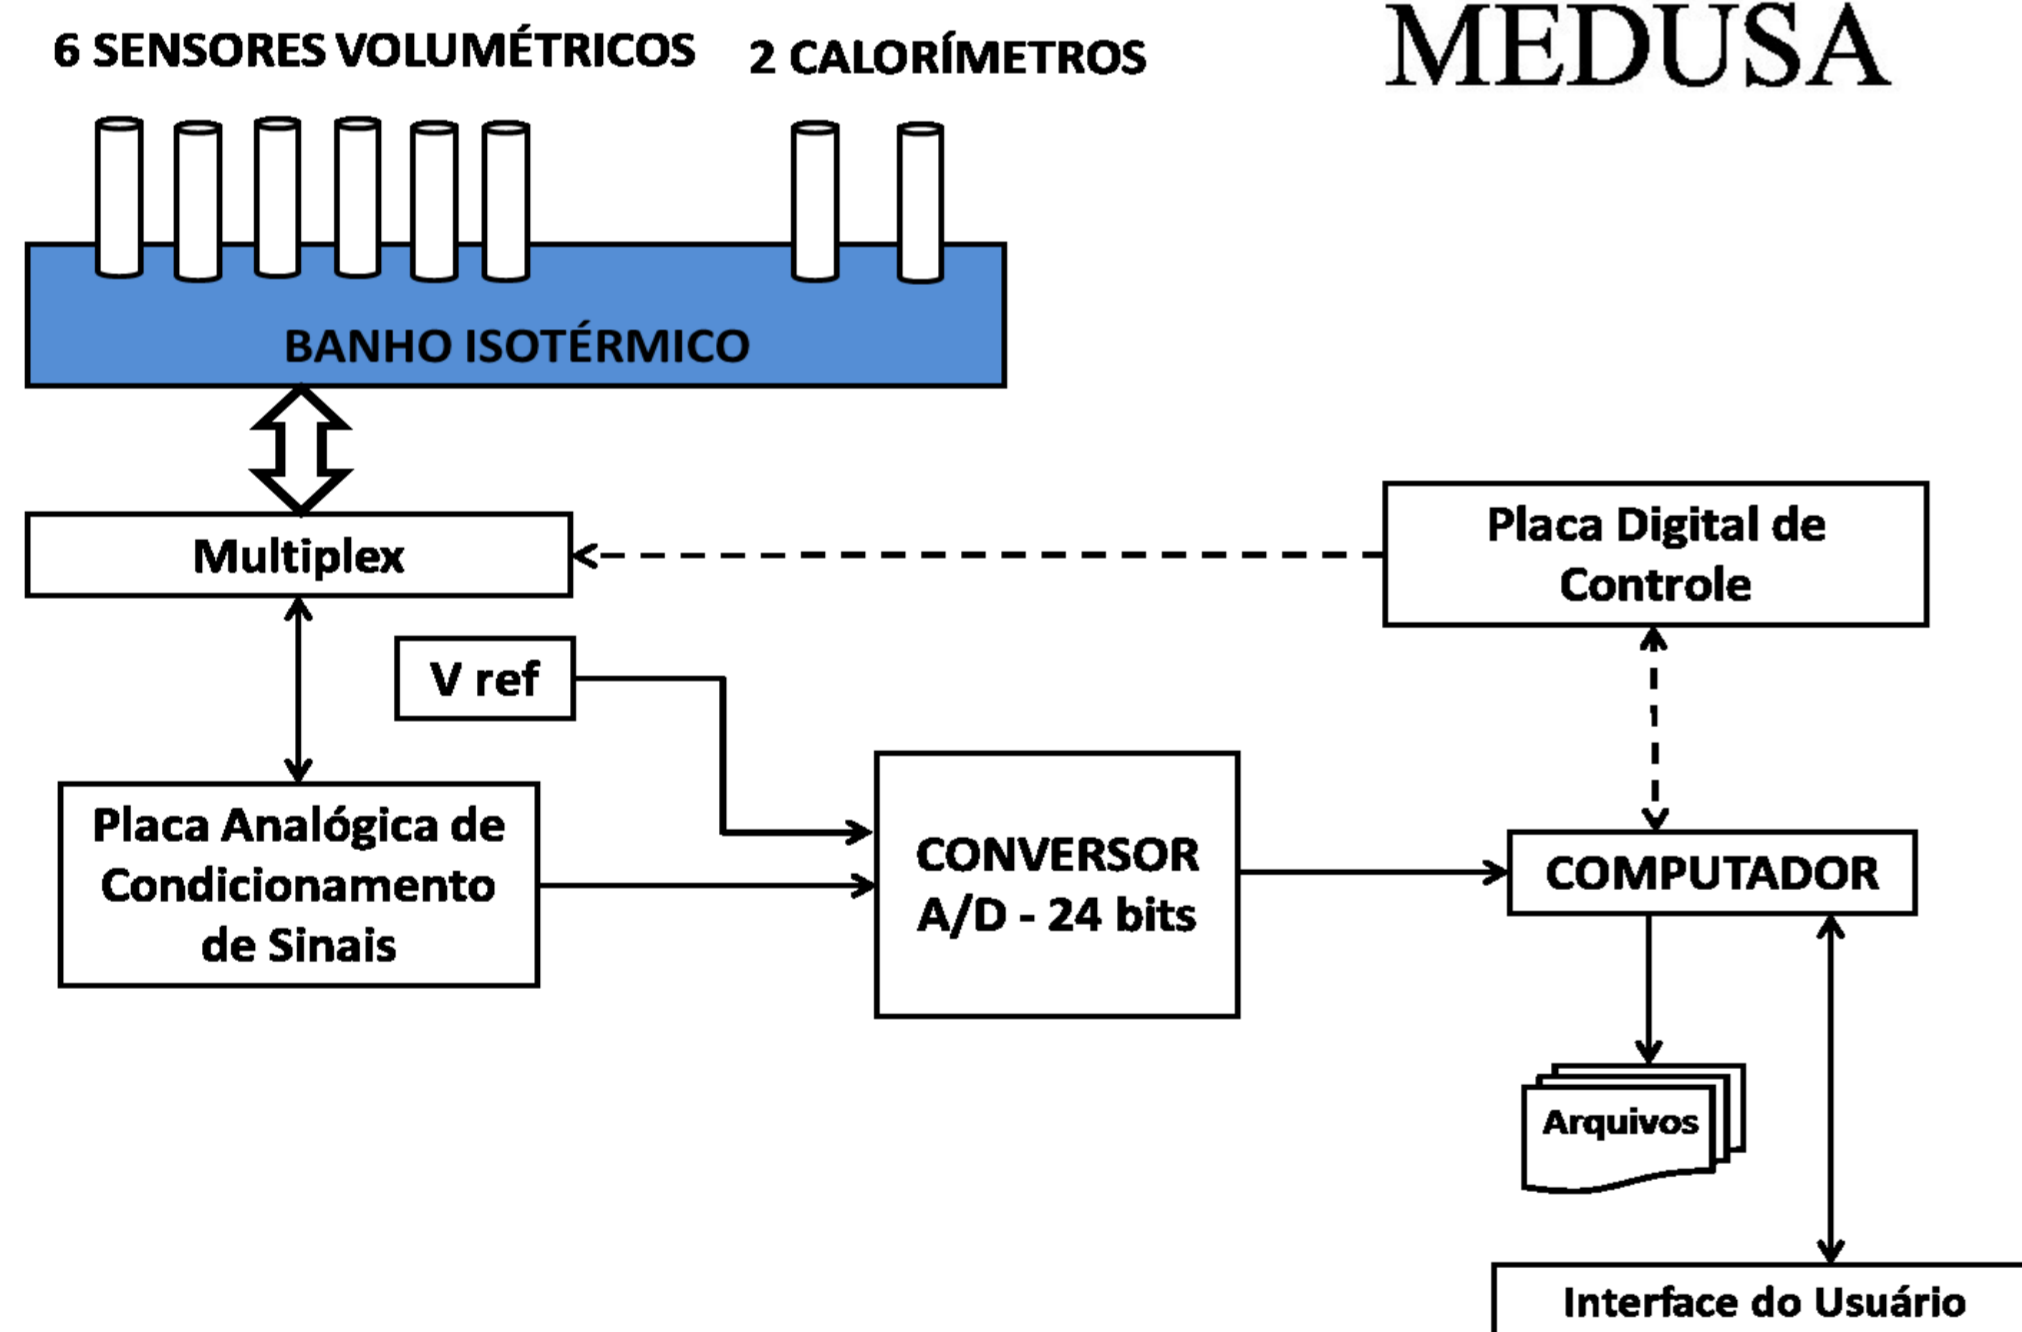 6 SENSORES VOLUMÉTRICOS
2 CALORÍMETROS
MEDUSA
BANHO ISOTÉRMICO
Multiplex
Placa Digital de
Controle
V ref
Placa Analógica de
Condicionamento
de Sinais
CONVERSOR
A/D - 24 bits
COMPUTADOR
Arquivos
Interface do Usuário